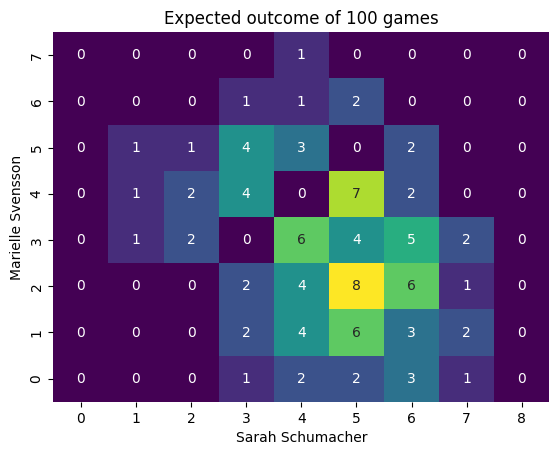 Expected outcome of 100 games
Marielle Svensson
7 0 0 0 0 1 0 0 0 0
6 0 0 0 1 1 2 0 0 0
5 0 1 1 4 3 0 2 0 0
4 0 1 2 4 0 7 2 0 0
3 0 1 2 0 6 4 5 2 0
2 0 0 0 2 4 8 6 1 0
1 0 0 0 2 4 6 3 2 0
0 0 0 0 1 2 2 3 1 0
0 1 2 3 4 5 6 7 8
Sarah Schumacher